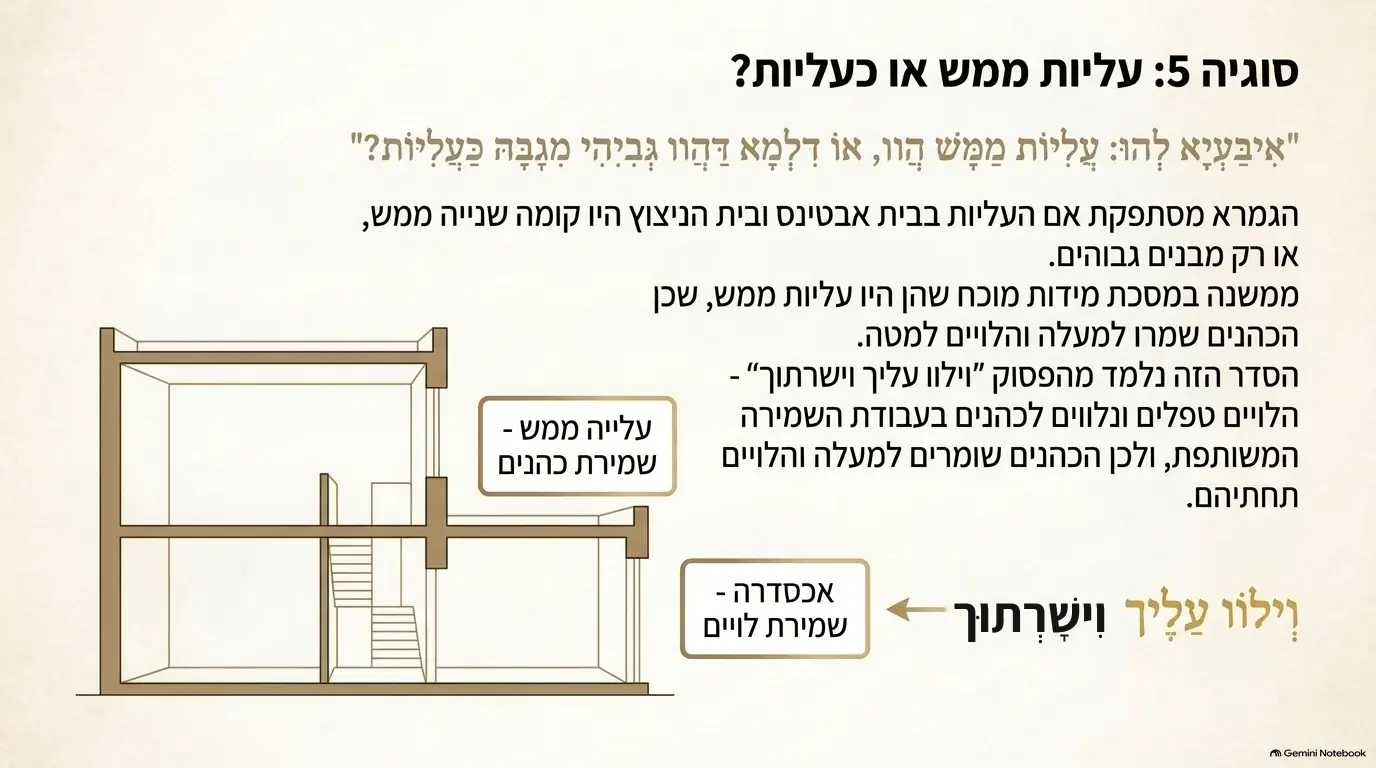 סוגיה 5: עליות ממש או כעליות?
"אִיבַּעְיָא לְהוּ: עֲלִיּוֹת מַמָּשׁ הֲווֹ, אוֹ דִלְמָא דַּהֲווֹ גְּבִיהִי מִגָבָּהּ כַּעֲלִיּוֹת?"
הגמרא מסתפקת אם העליות בבית אבטינס ובית הניצוץ היו קומה שנייה ממש,
או רק מבנים גבוהים.
ממשנה במסכת מידות מוכח שהן היו עליות ממש, שכן
הכהנים שמרו למעלה והלויים למטה.
הסדר הזה נלמד מהפסוק "וילוו עליך וישרתוך" -
הלויים טפלים ונלווים לכהנים בעבודת השמירה
המשותפת, ולכן הכהנים שומרים למעלה והלויים
תחתיהם.
עלייה ממש -
שמירת כהנים
אכסדרה -
שמירת לויים
וְילוֹו עַלֶיך וִישָׁרְתוּך
Gemini Notebook